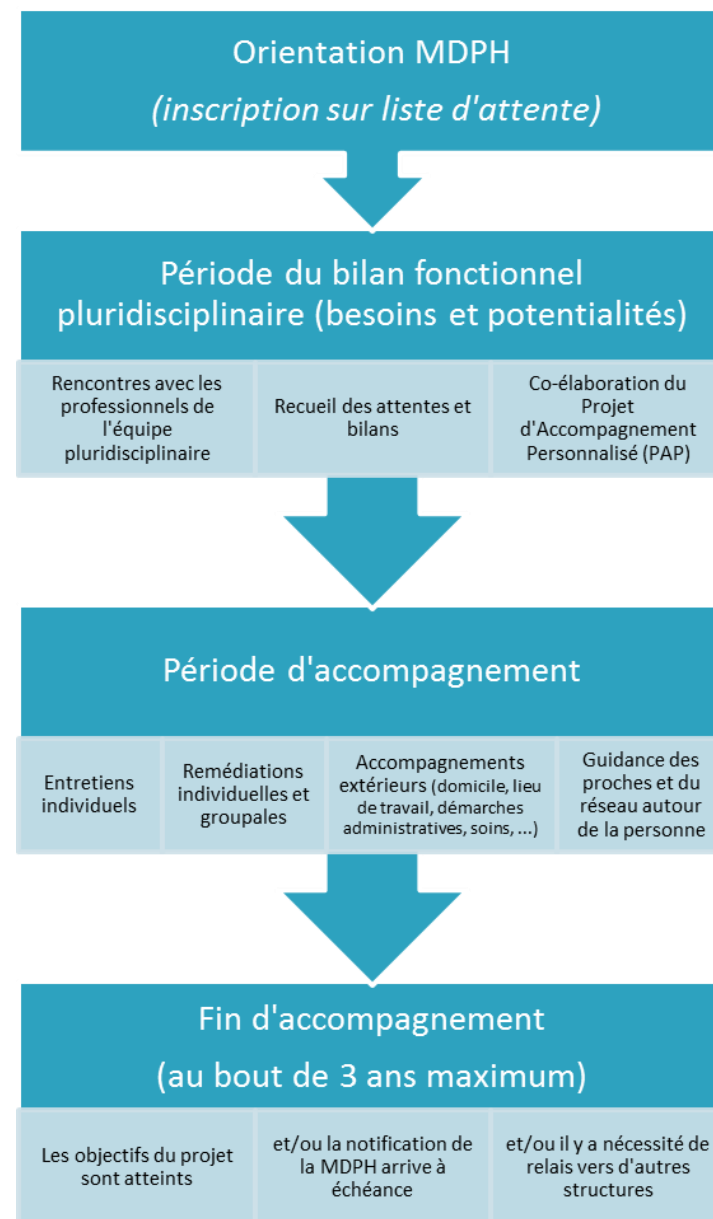 Orientation MDPH
(inscription sur liste d'attente)
Période du bilan fonctionnel
pluridisciplinaire (besoins et potentialités)
Rencontres avec les
professionnels de
l'équipe
pluridisciplinaire
Recueil des attentes et
bilans
Co-élaboration du
Projet
d'Accompagnement
Personnalisé (PAP)
Période d'accompagnement
Entretiens
individuels
Remédiations
individuelles et
groupales
Accompagnements
extérieurs (domicile, lieu
de travail, démarches
administratives, soins, ...)
Guidance des
proches et du
réseau autour
de la personne
Fin d'accompagnement
(au bout de 3 ans maximum)
Les objectifs du projet
sont atteints
et/ou la notification de
la MDPH arrive à
échéance
et/ou il y a nécessité de
relais vers d'autres
structures